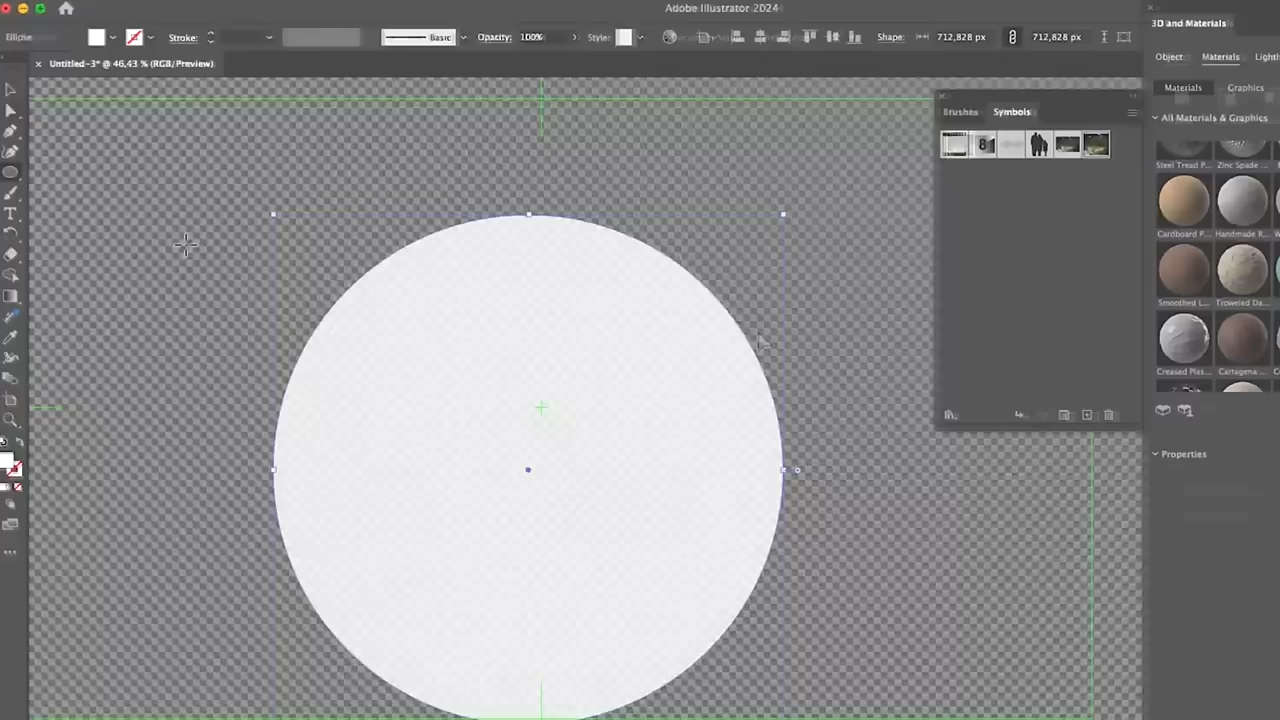 Adobe Illustrator 2024
Ellipse
Stroke:
Basic
Opacity: 100%
Style:
Shape:
712,828 px
712,828 px
3D and Materials
× Untitled-3* @ 46,43 % (RGB/Preview)
Object
Materials
Materials
Graphics
Brushes
Symbols
All Materials & Graphics
8
Steel Tread P...
Zinc Spade ...
Cardboard P...
Handmade R...
Smoothed L...
Troweled Da...
Creased Plas...
Cartagena ...
Properties